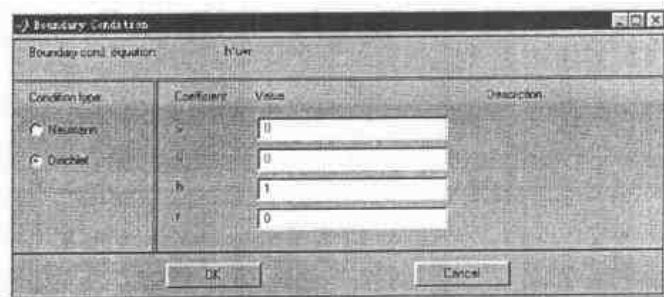 Boundary Condition
Boundary cond. equation: h*u=r
Condition type: Coefficient Value Description
Neumann g 0
Dirichlet q 0
h 1
r 0
OK Cancel